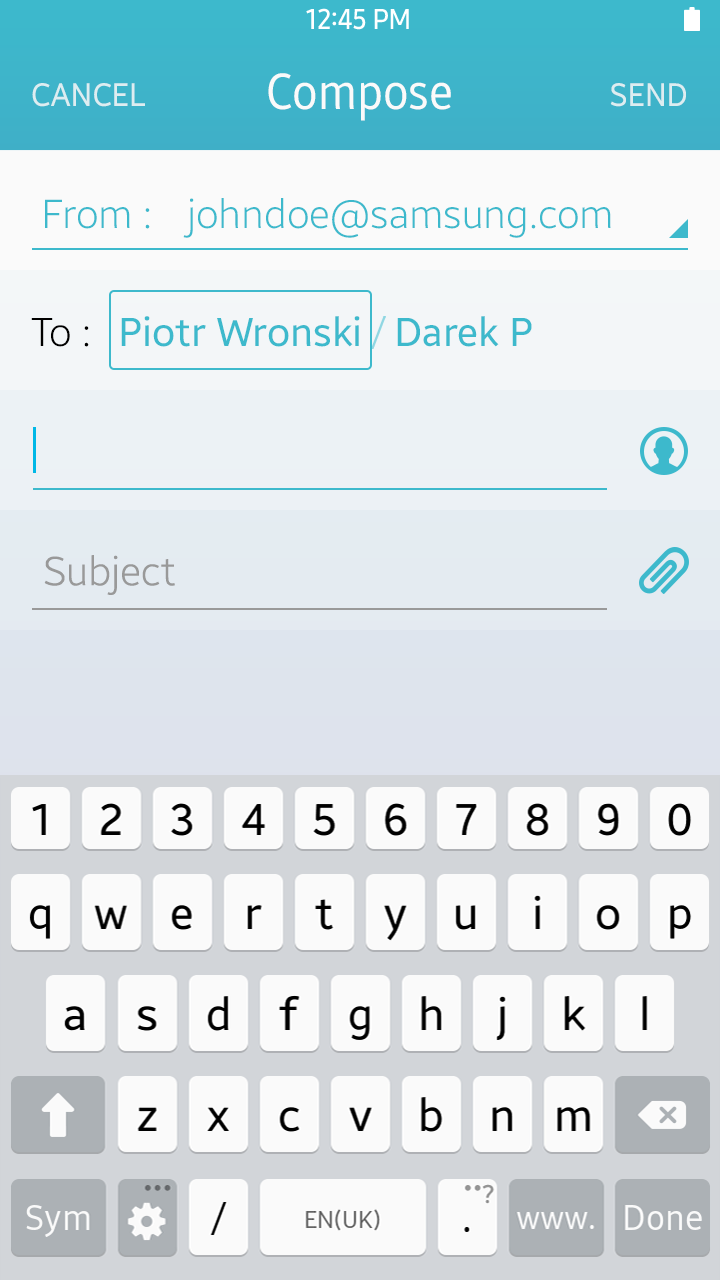 12:45 PM
CANCEL Compose SEND
From : johndoe@samsung.com
To : Piotr Wronski / Darek P
Subject
1 2 3 4 5 6 7 8 9 0
q w e r t y u i o p
a s d f g h j k l
z x c v b n m
Sym ... / EN(UK) . ..? www. Done